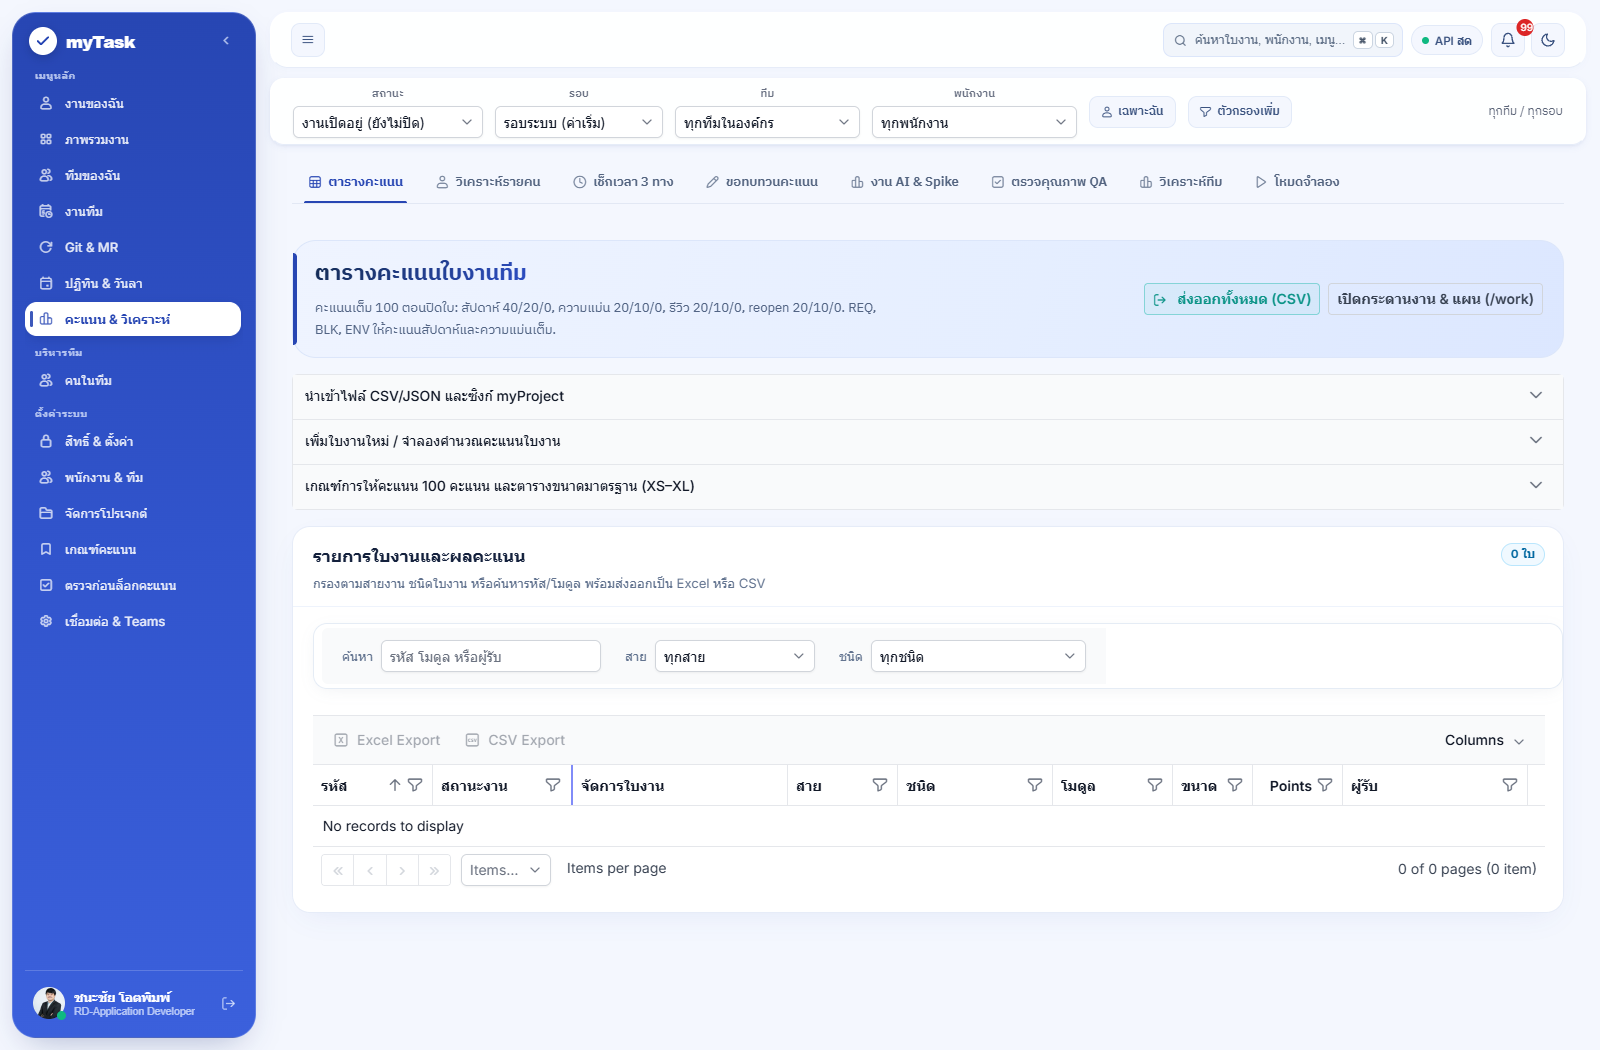 myTask
เมนูหลัก
งานของฉัน
ภาพรวมงาน
ทีมของฉัน
งานทีม
Git & MR
ปฏิทิน & วันลา
คะแนน & วิเคราะห์
บริหารทีม
คนในทีม
ตั้งค่าระบบ
สิทธิ์ & ตั้งค่า
พนักงาน & ทีม
จัดการโปรเจกต์
เกณฑ์คะแนน
ตรวจก่อนล็อกคะแนน
เชื่อมต่อ & Teams
ชนะชัย โอตพิมพ์
RD-Application Developer
ค้นหาใบงาน, พนักงาน, เมนู... ⌘ K
API สด
99
สถานะ รอบ ทีม พนักงาน
งานเปิดอยู่ (ยังไม่ปิด) รอบระบบ (ค่าเริ่ม) ทุกทีมในองค์กร ทุกพนักงาน เฉพาะฉัน ตัวกรองเพิ่ม ทุกทีม / ทุกรอบ
ตารางคะแนน วิเคราะห์รายคน เช็กเวลา 3 ทาง ขอทบทวนคะแนน งาน AI & Spike ตรวจคุณภาพ QA วิเคราะห์ทีม โหมดจำลอง
ตารางคะแนนใบงานทีม
คะแนนเต็ม 100 ตอนปิดใบ: สัปดาห์ 40/20/0, ความแม่น 20/10/0, รีวิว 20/10/0, reopen 20/10/0. REQ,
BLK, ENV ให้คะแนนสัปดาห์และความแม่นเต็ม.
ส่งออกทั้งหมด (CSV) เปิดกระดานงาน & แผน (/work)
นำเข้าไฟล์ CSV/JSON และซิงก์ myProject
เพิ่มใบงานใหม่ / จำลองคำนวณคะแนนใบงาน
เกณฑ์การให้คะแนน 100 คะแนน และตารางขนาดมาตรฐาน (XS–XL)
รายการใบงานและผลคะแนน
0 ใบ
กรองตามสายงาน ชนิดใบงาน หรือค้นหารหัส/โมดูล พร้อมส่งออกเป็น Excel หรือ CSV
ค้นหา รหัส โมดูล หรือผู้รับ สาย ทุกสาย ชนิด ทุกชนิด
Excel Export CSV Export Columns
รหัส สถานะงาน จัดการใบงาน สาย ชนิด โมดูล ขนาด Points ผู้รับ
No records to display
Items... Items per page 0 of 0 pages (0 item)